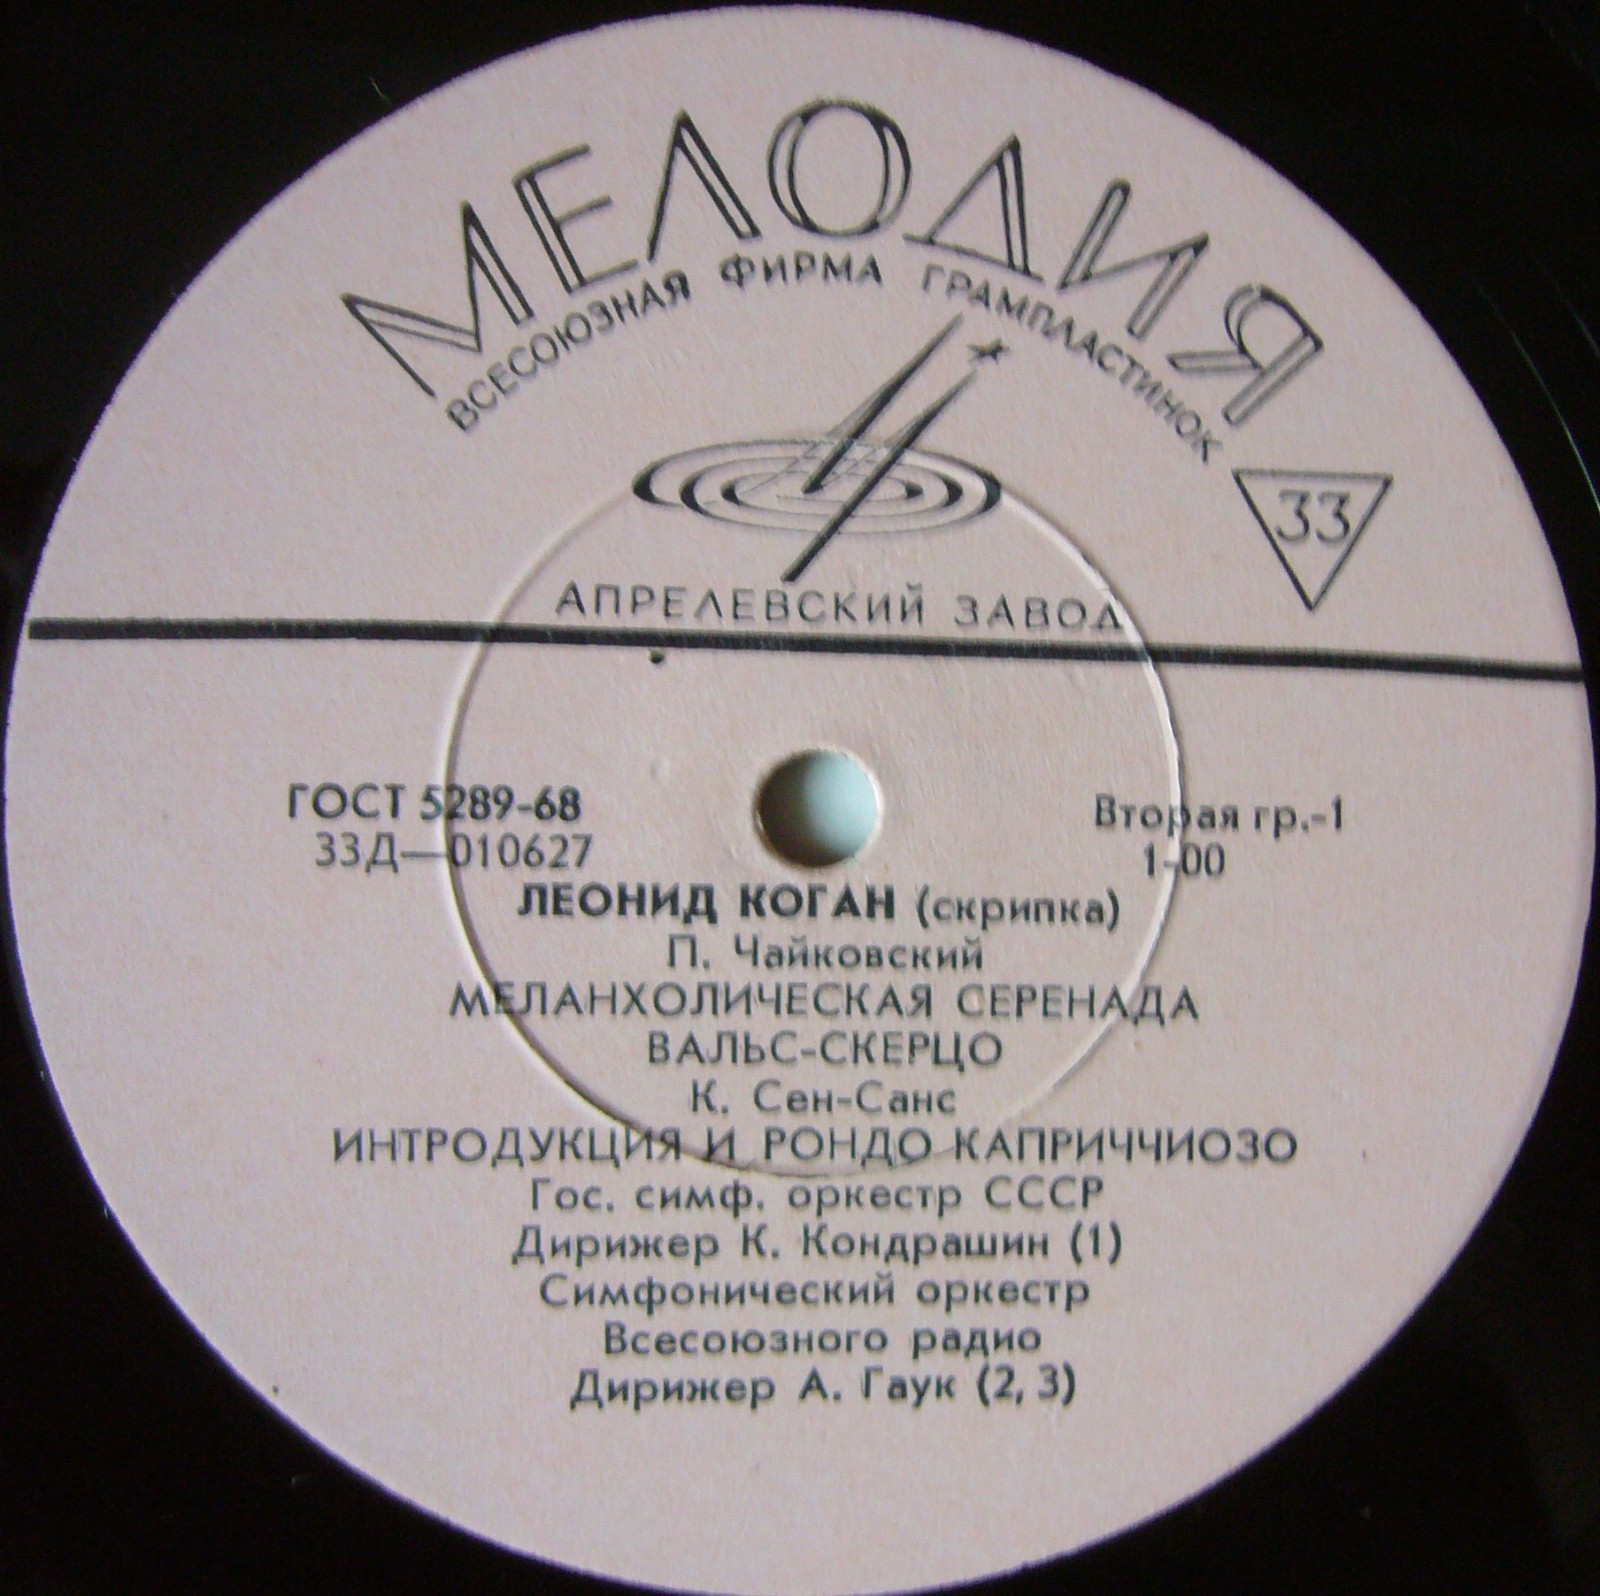 МЕЛОДИЯ
ВСЕСОЮЗНАЯ ФИРМА ГРАМПЛАСТИНОК
33
АПРЕЛЕВСКИЙ ЗАВОД
ГОСТ 5289-68
Вторая гр.-1
33Д—010627
1-00
ЛЕОНИД КОГАН (скрипка)
П. Чайковский
МЕЛАНХОЛИЧЕСКАЯ СЕРЕНАДА
ВАЛЬС-СКЕРЦО
К. Сен-Санс
ИНТРОДУКЦИЯ И РОНДО КАПРИЧЧИОЗО
Гос. симф. оркестр СССР
Дирижер К. Кондрашин (1)
Симфонический оркестр
Всесоюзного радио
Дирижер А. Гаук (2, 3)